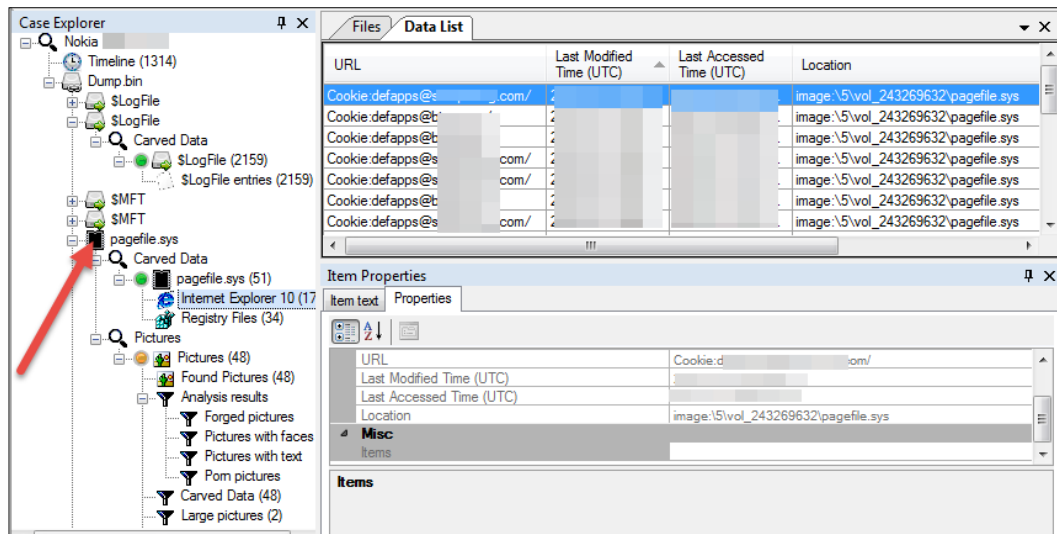 Case Explorer
Nokia
Timeline (1314)
Dump.bin
$LogFile
$LogFile
Carved Data
$LogFile (2159)
$LogFile entries (2159)
$MFT
$MFT
pagefile.sys
Carved Data
pagefile.sys (51)
Internet Explorer 10 (17
Registry Files (34)
Pictures
Pictures (48)
Found Pictures (48)
Analysis results
Forged pictures
Pictures with faces
Pictures with text
Porn pictures
Carved Data (48)
Large pictures (2)
Files Data List
URL Last Modified Time (UTC) Last Accessed Time (UTC) Location
Cookie:defapps@s .com/ image:\5\vol_243269632\pagefile.sys
Cookie:defapps@b image:\5\vol_243269632\pagefile.sys
Cookie:defapps@b image:\5\vol_243269632\pagefile.sys
Cookie:defapps@s com/ image:\5\vol_243269632\pagefile.sys
Cookie:defapps@b image:\5\vol_243269632\pagefile.sys
Cookie:defapps@s com/ image:\5\vol_243269632\pagefile.sys
Item Properties
Item text Properties
URL Cookie:d om/
Last Modified Time (UTC)
Last Accessed Time (UTC)
Location image:\5\vol_243269632\pagefile.sys
Misc
Items
Items